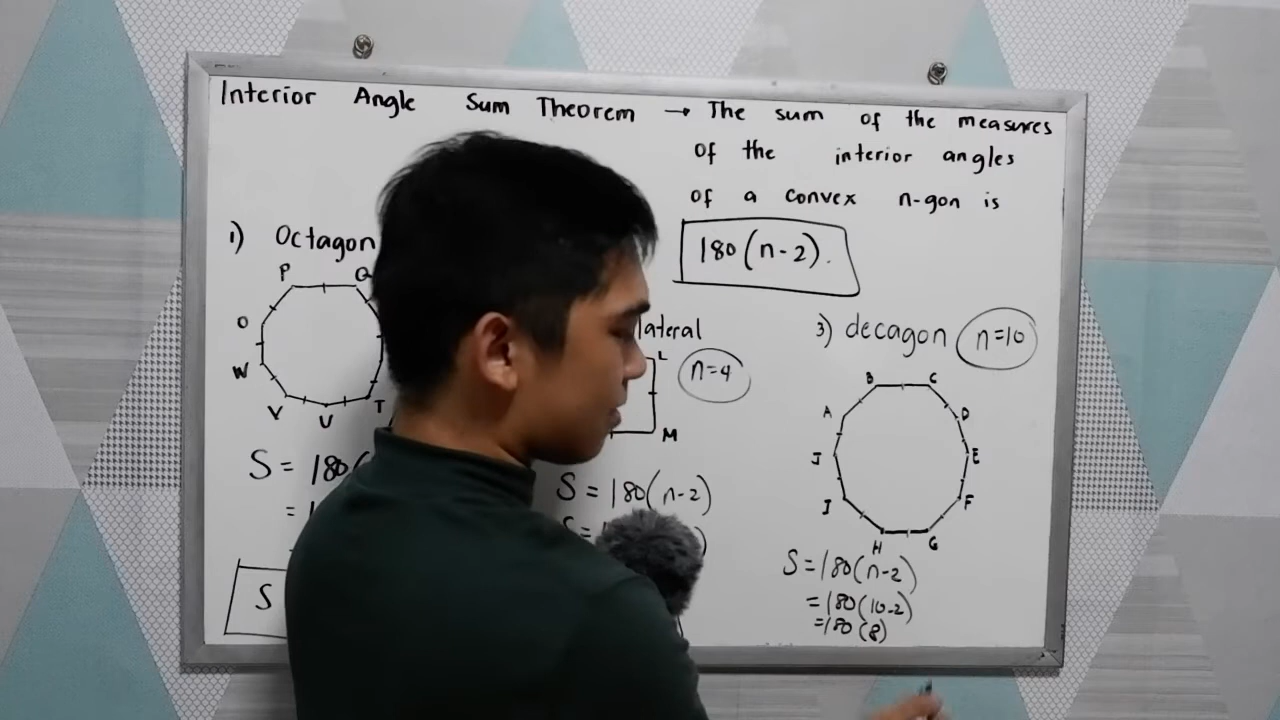 Interior Angle Sum Theorem → The sum of the measures
of the interior angles
of a convex n-gon is
180(n-2).
1) Octagon
P Q
O
W
V U T
S = 180(
=
S
L
n=4
M
S = 180(n-2)
S=
3) decagon n=10
B C
A D
J E
I F
H G
S = 180(n-2)
= 180(10-2)
= 180(8)